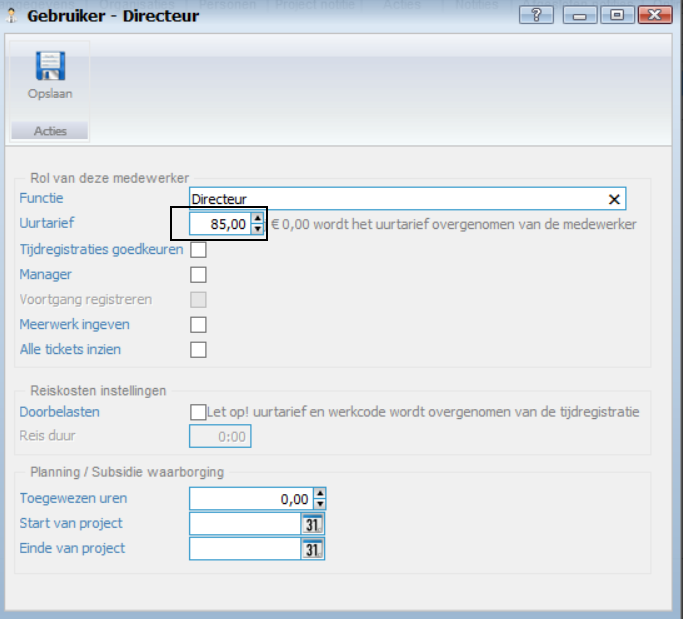 Gebruiker - Directeur
Opslaan
Acties
Rol van deze medewerker
Functie Directeur
Uurtarief 85,00 € 0,00 wordt het uurtarief overgenomen van de medewerker
Tijdregistraties goedkeuren
Manager
Voortgang registreren
Meerwerk ingeven
Alle tickets inzien
Reiskosten instellingen
Doorbelasten Let op! uurtarief en werkcode wordt overgenomen van de tijdregistratie
Reis duur 0:00
Planning / Subsidie waarborging
Toegewezen uren 0,00
Start van project 31
Einde van project 31